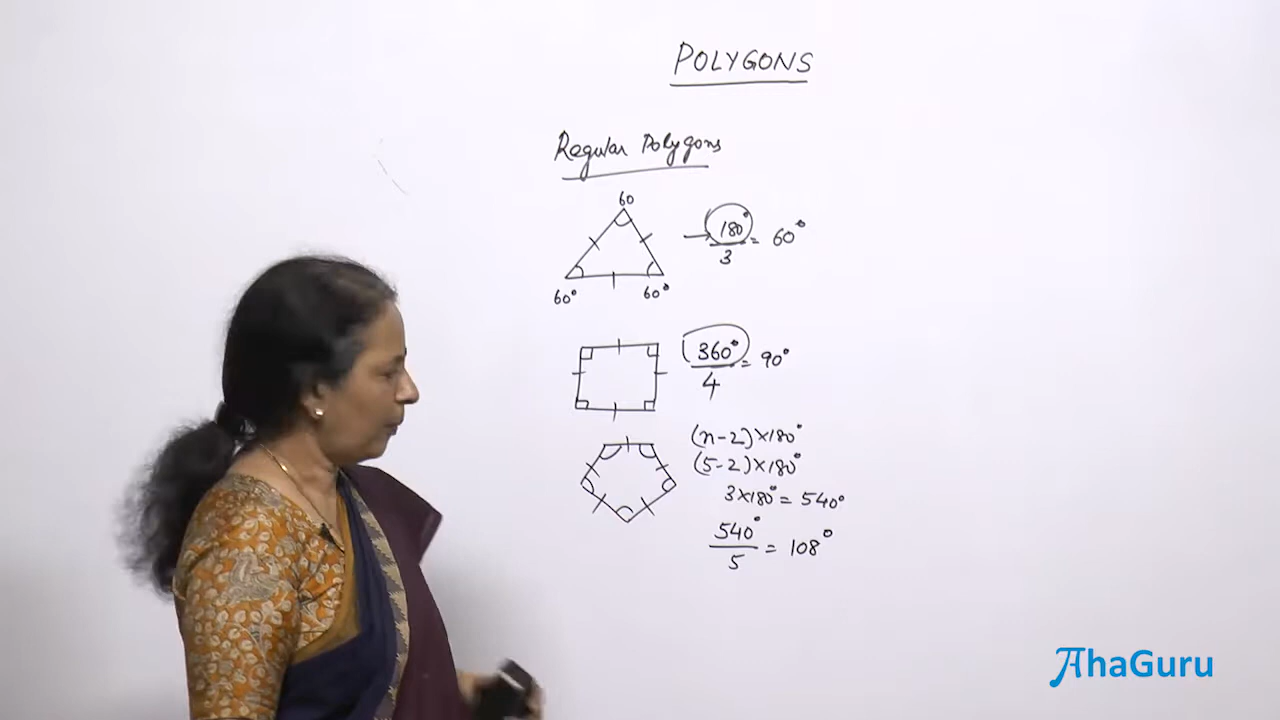 POLYGONS
Regular Polygons
60
180° / 3 = 60°
60° 60°
360° / 4 = 90°
(n-2)×180°
(5-2)×180°
3×180° = 540°
540° / 5 = 108°
AhaGuru